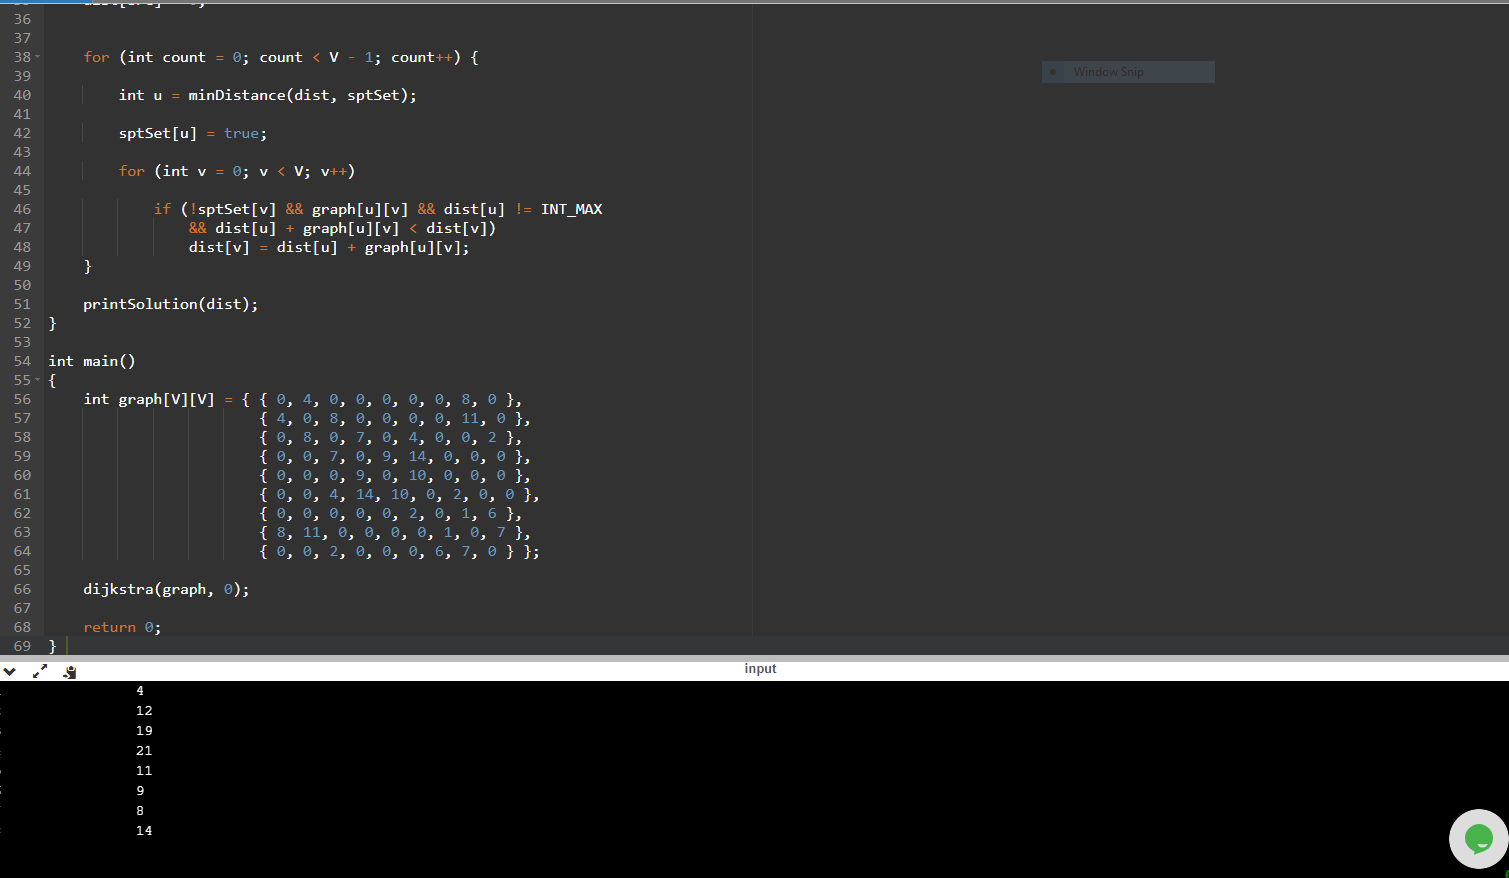 36
37
38 for (int count = 0; count < V - 1; count++) {
39
40 int u = minDistance(dist, sptSet);
41
42 sptSet[u] = true;
43
44 for (int v = 0; v < V; v++)
45
46 if (!sptSet[v] && graph[u][v] && dist[u] != INT_MAX
47 && dist[u] + graph[u][v] < dist[v])
48 dist[v] = dist[u] + graph[u][v];
49 }
50
51 printSolution(dist);
52 }
53
54 int main()
55 {
56 int graph[V][V] = { { 0, 4, 0, 0, 0, 0, 0, 8, 0 },
57 { 4, 0, 8, 0, 0, 0, 0, 11, 0 },
58 { 0, 8, 0, 7, 0, 4, 0, 0, 2 },
59 { 0, 0, 7, 0, 9, 14, 0, 0, 0 },
60 { 0, 0, 0, 9, 0, 10, 0, 0, 0 },
61 { 0, 0, 4, 14, 10, 0, 2, 0, 0 },
62 { 0, 0, 0, 0, 0, 2, 0, 1, 6 },
63 { 8, 11, 0, 0, 0, 0, 1, 0, 7 },
64 { 0, 0, 2, 0, 0, 0, 6, 7, 0 } };
65
66 dijkstra(graph, 0);
67
68 return 0;
69 }
Window Snip
input
4
12
19
21
11
9
8
14